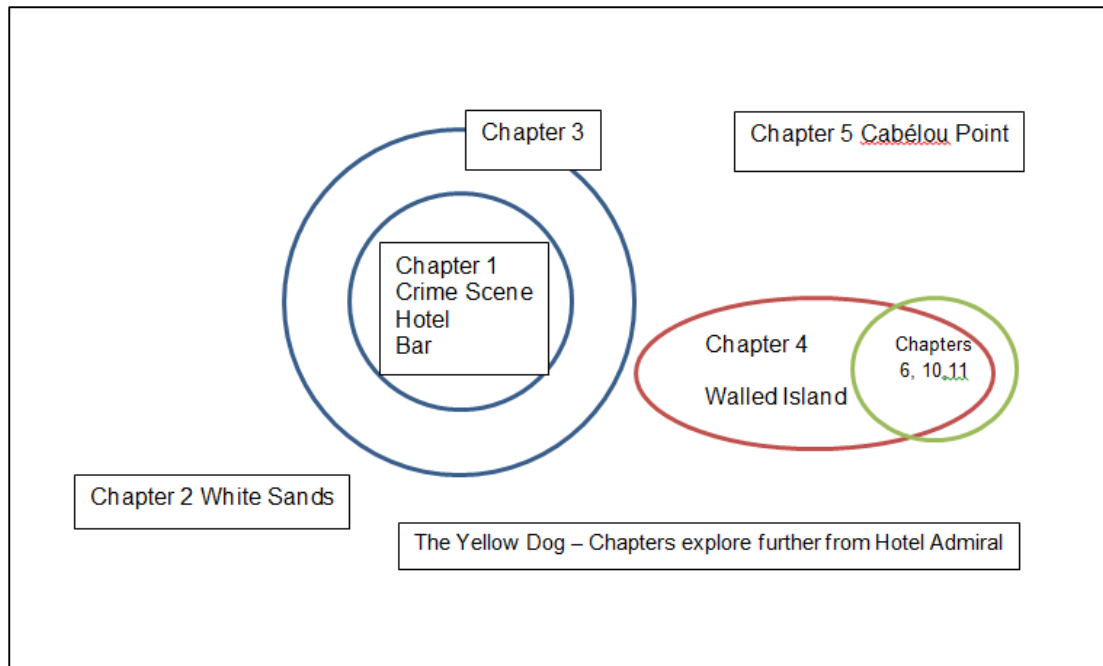 Chapter 3
Chapter 5 Cabélou Point
Chapter 1
Crime Scene
Hotel
Bar
Chapter 4
Walled Island
Chapters
6, 10,11
Chapter 2 White Sands
The Yellow Dog – Chapters explore further from Hotel Admiral